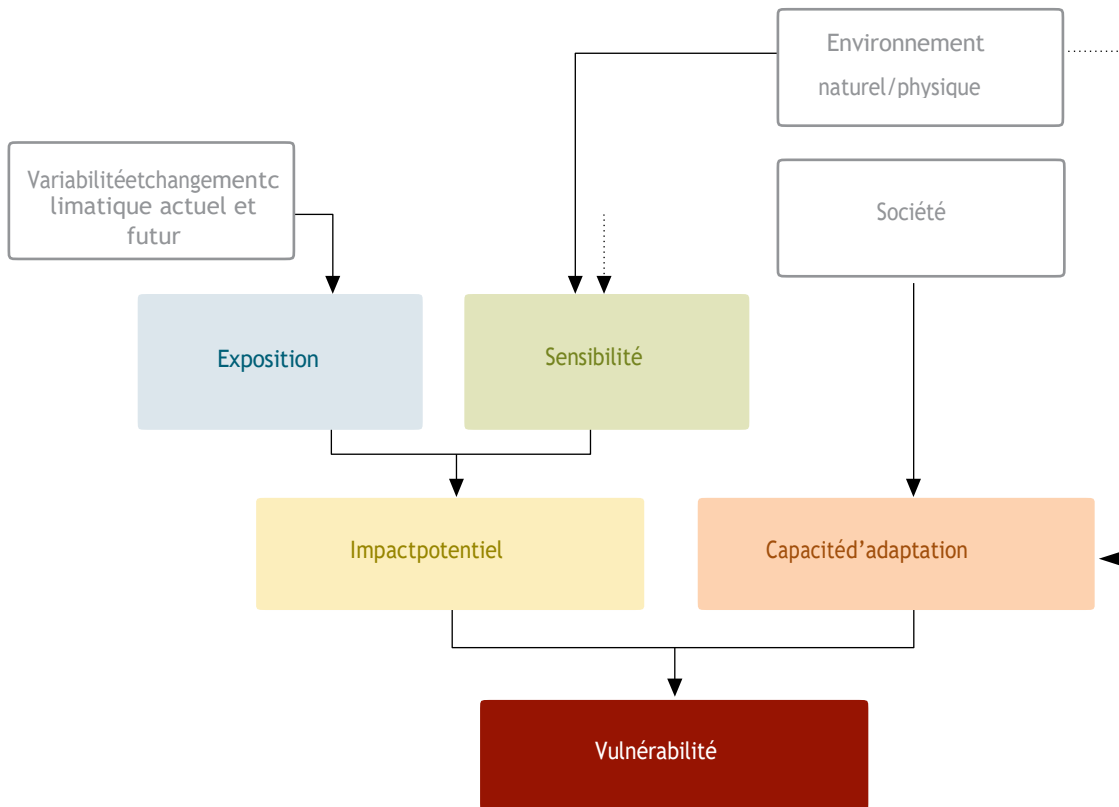 Environnement
naturel/physique
Variabilitéetchangementc
limatique actuel et
futur
Société
Exposition
Sensibilité
Impactpotentiel
Capacitéd’adaptation
Vulnérabilité